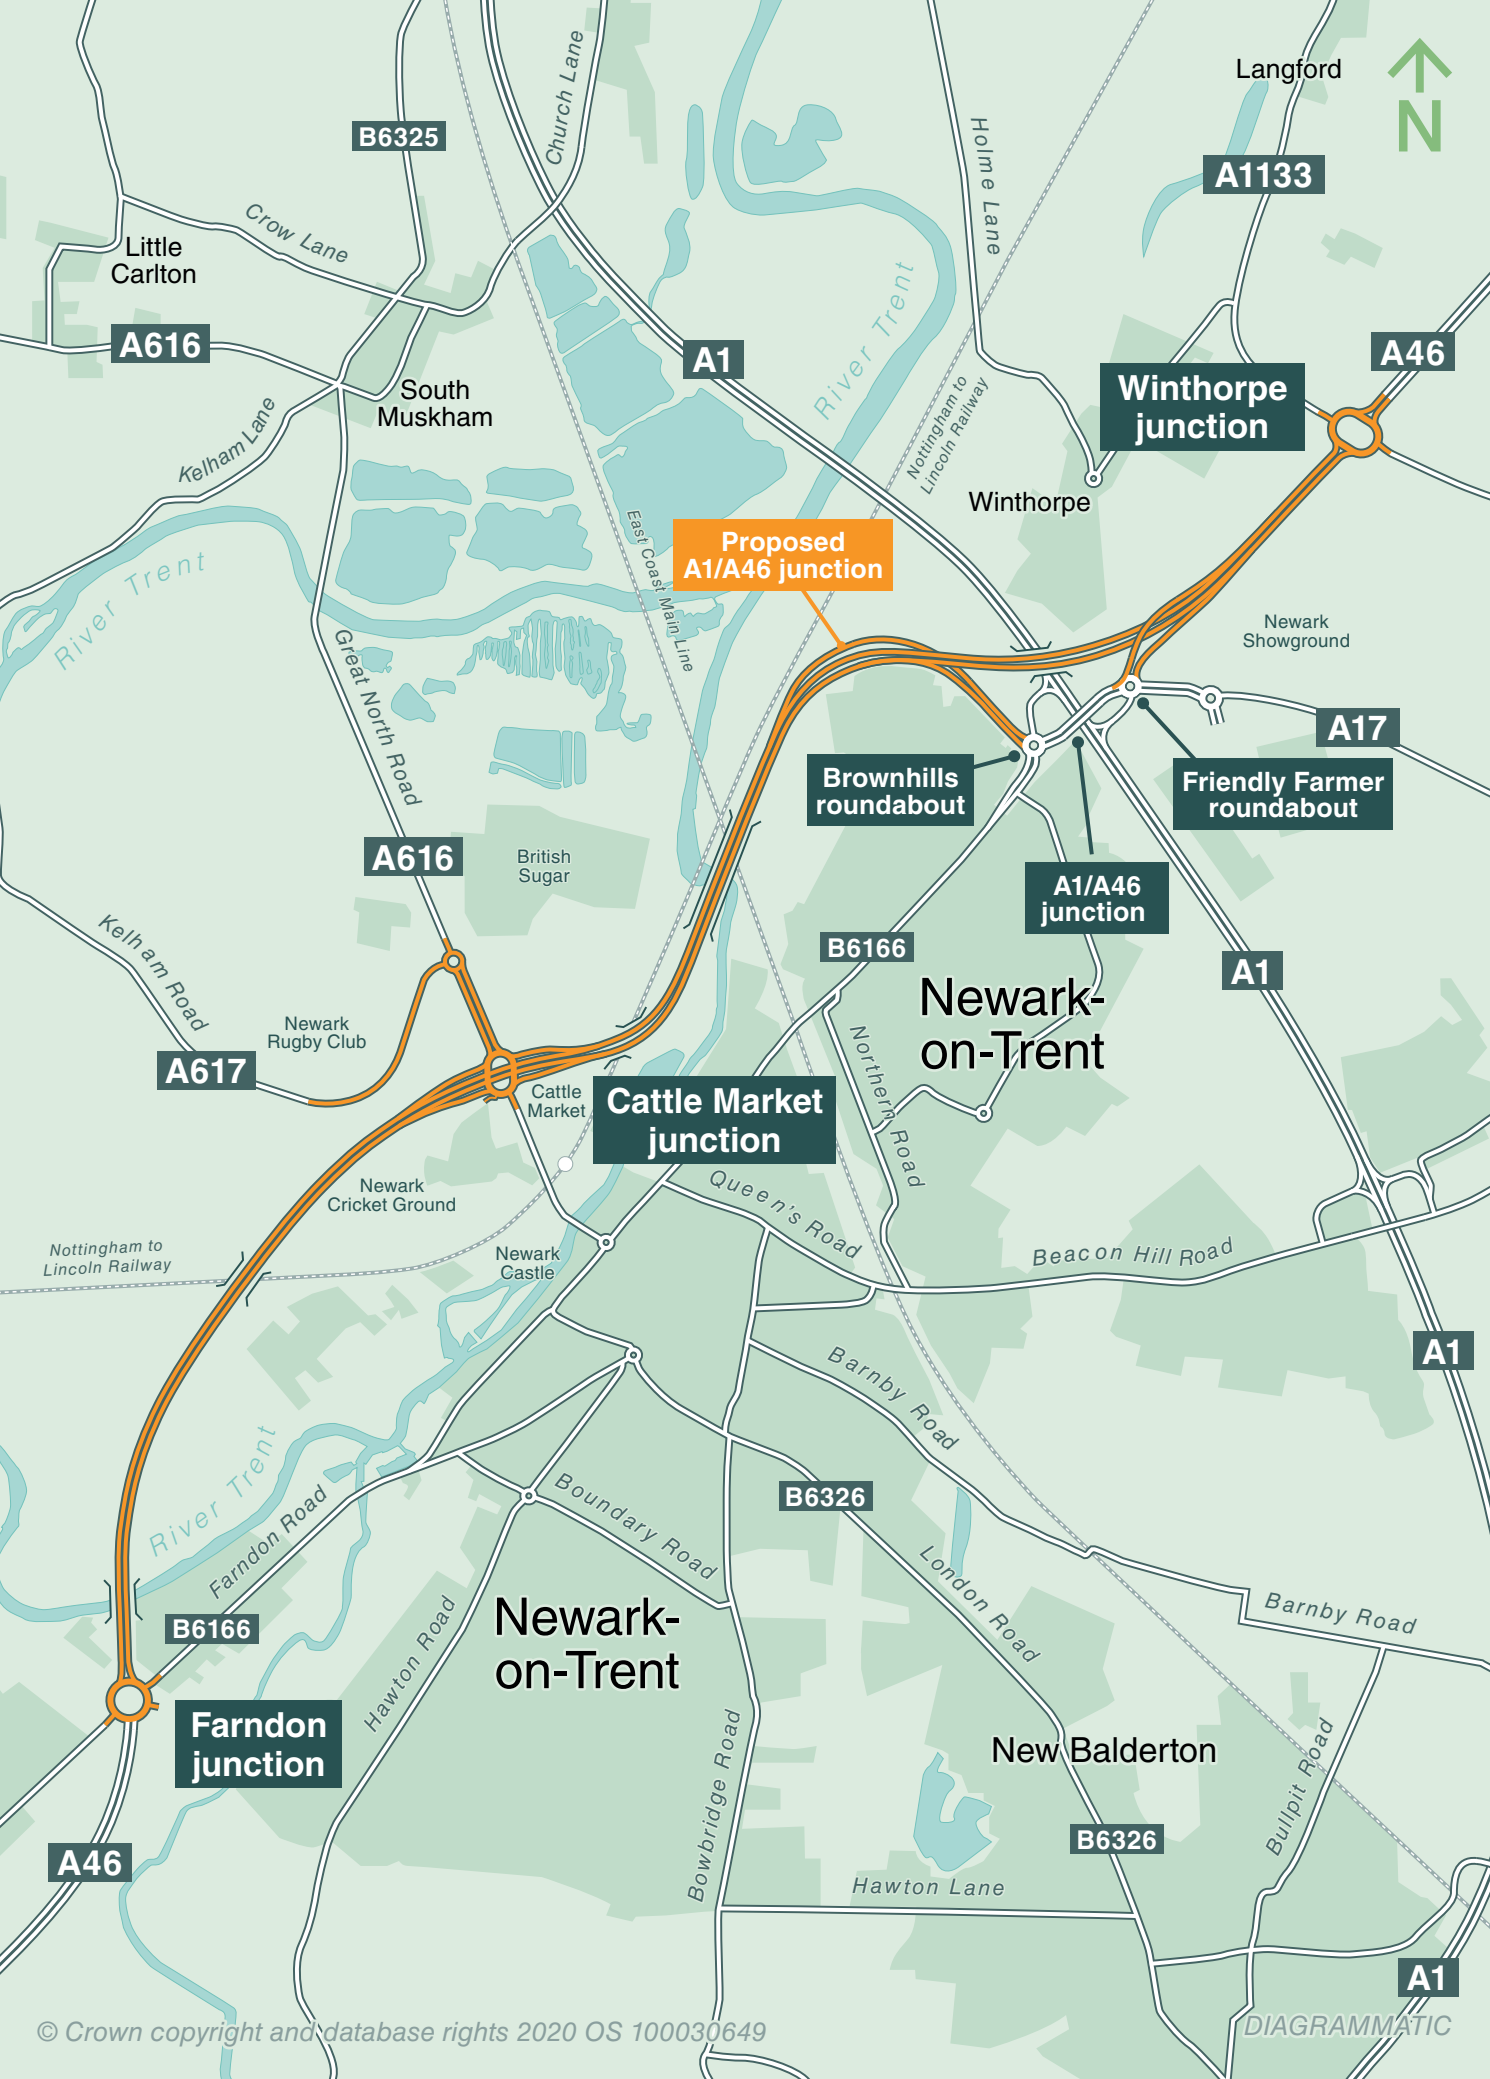 Langford
N
B6325
Church Lane
Holme Lane
A1133
Crow Lane
Little
Carlton
River Trent
A616
A1
A46
South
Muskham
Winthorpe
junction
Kelham Lane
Nottingham to
Lincoln Railway
Winthorpe
East Coast Main Line
Proposed
A1/A46 junction
River Trent
Newark
Showground
Great North Road
A17
Brownhills
roundabout
Friendly Farmer
roundabout
A616
British
Sugar
A1/A46
junction
Kelham Road
B6166
A1
Newark-
on-Trent
Newark
Rugby Club
A617
Northern Road
Cattle
Market
Cattle Market
junction
Newark
Cricket Ground
Queen's Road
Nottingham to
Lincoln Railway
Newark
Castle
Beacon Hill Road
A1
Barnby Road
River Trent
Farndon Road
Boundary Road
B6326
London Road
Barnby Road
B6166
Hawton Road
Newark-
on-Trent
Farndon
junction
Bowbridge Road
New Balderton
Bullpit Road
B6326
A46
Hawton Lane
A1
© Crown copyright and database rights 2020 OS 100030649
DIAGRAMMATIC